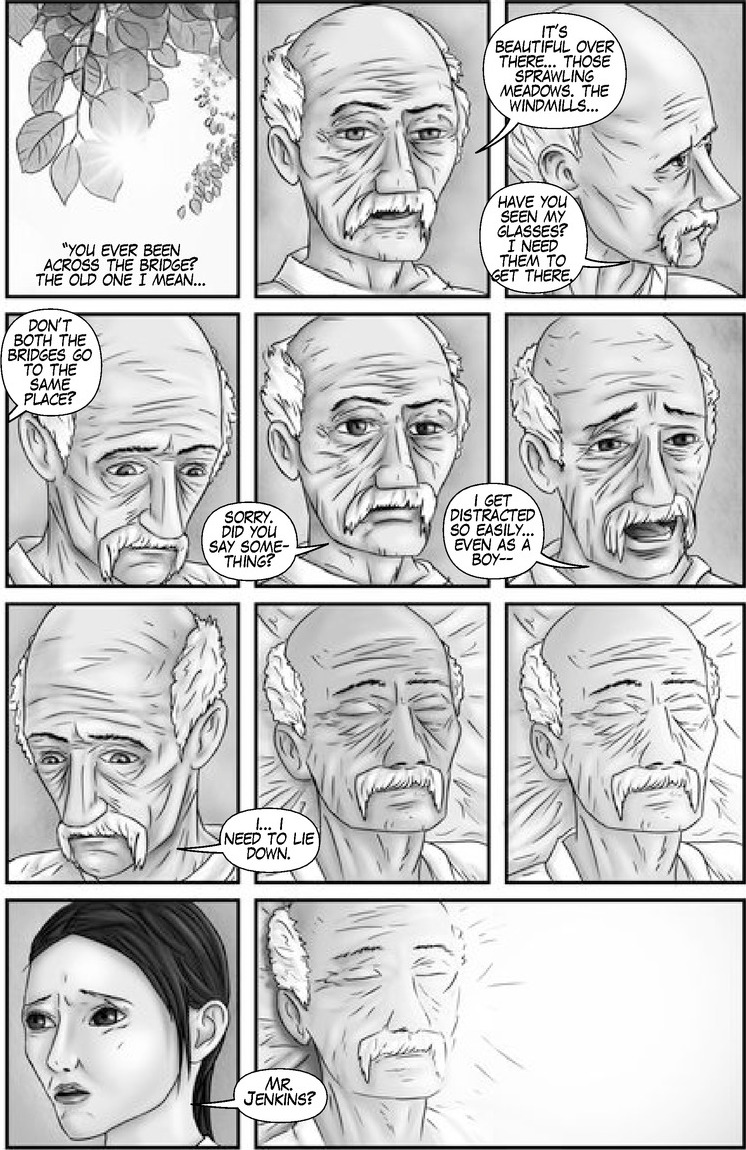 "YOU EVER BEEN
ACROSS THE BRIDGE?
THE OLD ONE I MEAN...
IT'S
BEAUTIFUL OVER
THERE... THOSE
SPRAWLING
MEADOWS. THE
WINDMILLS...
HAVE YOU
SEEN MY
GLASSES?
I NEED
THEM TO
GET THERE.
DON'T
BOTH THE
BRIDGES GO
TO THE
SAME
PLACE?
SORRY.
DID YOU
SAY SOME-
THING?
I GET
DISTRACTED
SO EASILY...
EVEN AS A
BOY--
I... I
NEED TO LIE
DOWN.
MR.
JENKINS?